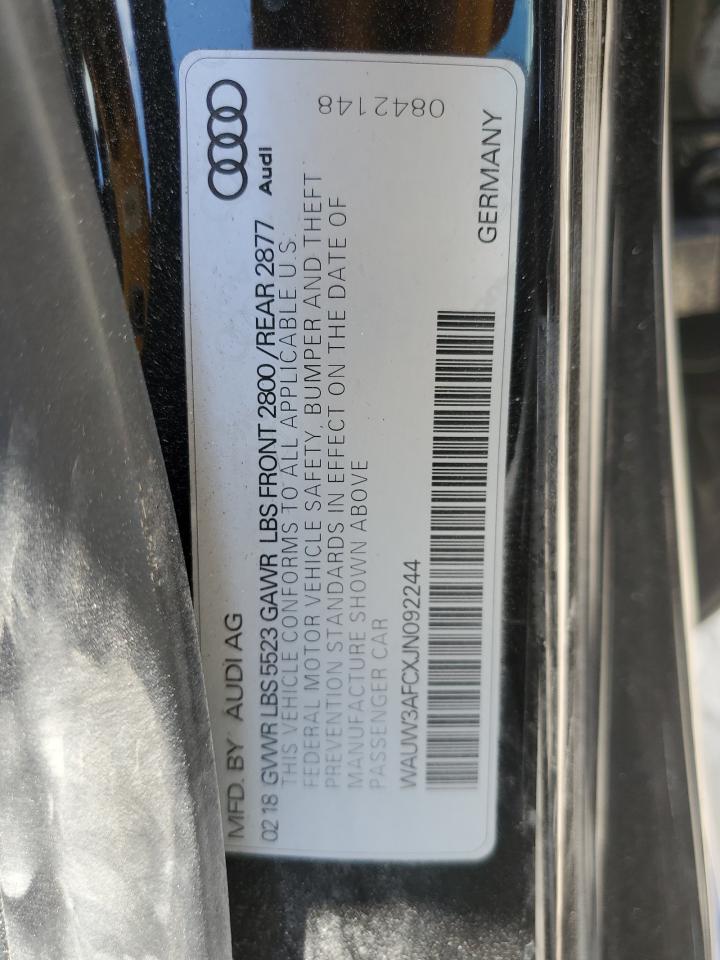 MFD. BY AUDI AG
Audi
02 18 GVWR LBS 5523 GAWR LBS FRONT 2800 / REAR 2877
THIS VEHICLE CONFORMS TO ALL APPLICABLE U.S.
FEDERAL MOTOR VEHICLE SAFETY, BUMPER AND THEFT
PREVENTION STANDARDS IN EFFECT ON THE DATE OF
MANUFACTURE SHOWN ABOVE
PASSENGER CAR
0842148
WAUW3AFCXJN092244
GERMANY